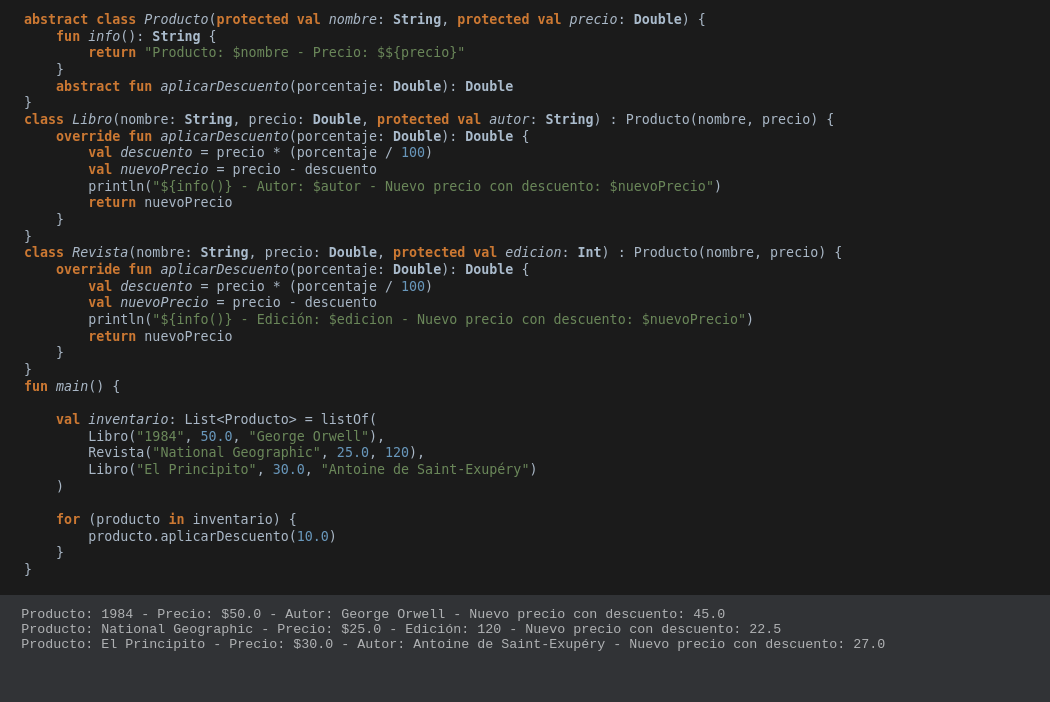 abstract class Producto(protected val nombre: String, protected val precio: Double) {
    fun info(): String {
        return "Producto: $nombre - Precio: $${precio}"
    }
    abstract fun aplicarDescuento(porcentaje: Double): Double
}
class Libro(nombre: String, precio: Double, protected val autor: String) : Producto(nombre, precio) {
    override fun aplicarDescuento(porcentaje: Double): Double {
        val descuento = precio * (porcentaje / 100)
        val nuevoPrecio = precio - descuento
        println("${info()} - Autor: $autor - Nuevo precio con descuento: $nuevoPrecio")
        return nuevoPrecio
    }
}
class Revista(nombre: String, precio: Double, protected val edicion: Int) : Producto(nombre, precio) {
    override fun aplicarDescuento(porcentaje: Double): Double {
        val descuento = precio * (porcentaje / 100)
        val nuevoPrecio = precio - descuento
        println("${info()} - Edición: $edicion - Nuevo precio con descuento: $nuevoPrecio")
        return nuevoPrecio
    }
}
fun main() {

    val inventario: List<Producto> = listOf(
        Libro("1984", 50.0, "George Orwell"),
        Revista("National Geographic", 25.0, 120),
        Libro("El Principito", 30.0, "Antoine de Saint-Exupéry")
    )

    for (producto in inventario) {
        producto.aplicarDescuento(10.0)
    }
}
Producto: 1984 - Precio: $50.0 - Autor: George Orwell - Nuevo precio con descuento: 45.0
Producto: National Geographic - Precio: $25.0 - Edición: 120 - Nuevo precio con descuento: 22.5
Producto: El Principito - Precio: $30.0 - Autor: Antoine de Saint-Exupéry - Nuevo precio con descuento: 27.0